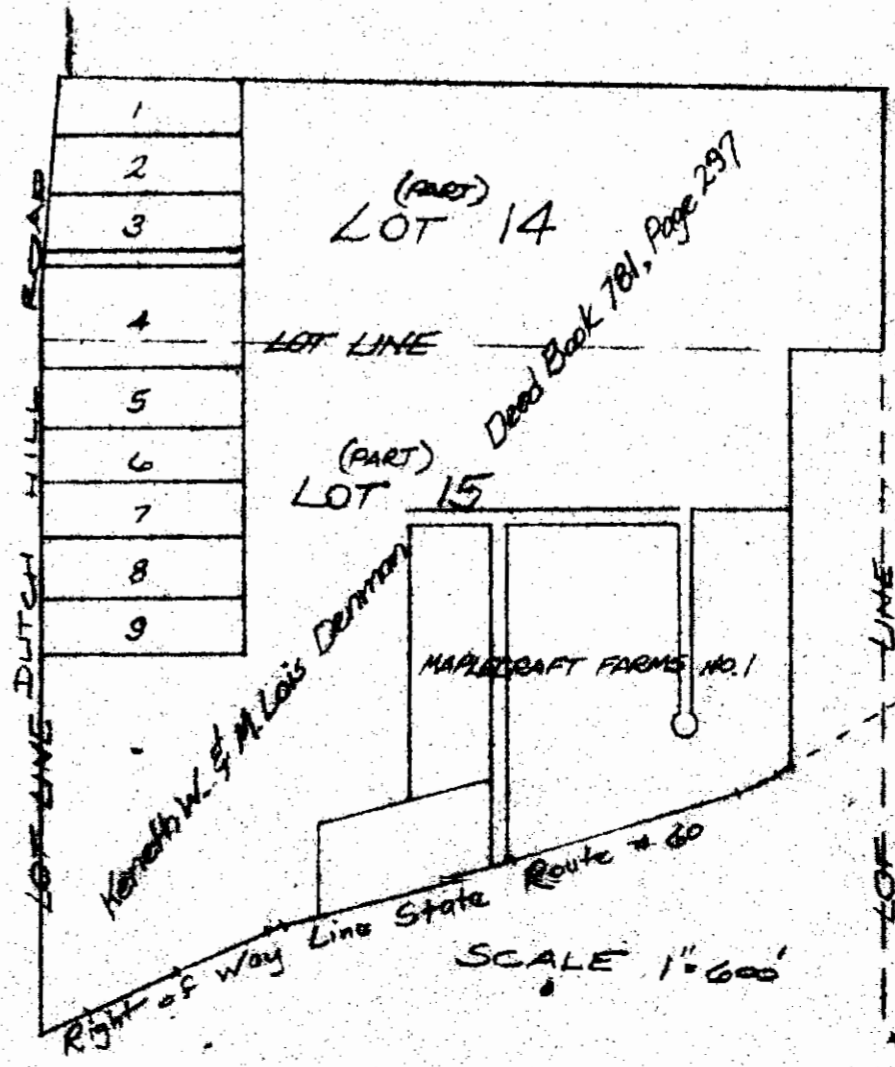 1
2
3
4
5
6
7
8
9
(PART)
LOT 14
LOT LINE
Deed Book 781, Page 297
(PART)
LOT 15
Kenneth W. & M. Lois Denman
MAPLECRAFT FARMS NO. 1
LOT LINE DUTCH HILL ROAD
LOT LINE
Right of Way Line State Route # 60
SCALE 1"=600'